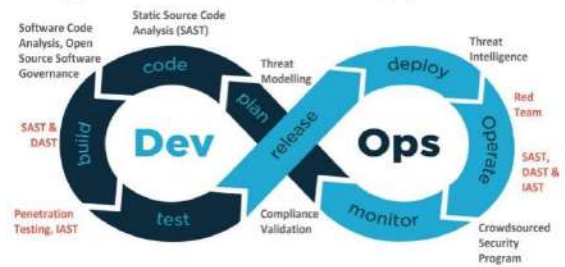 Static Source Code
Analysis (SAST)
Software Code
Analysis, Open
Source Software
Governance
code
Threat
Modelling
deploy
Threat
Intelligence
plan
release
Red
Team
SAST &
DAST
build
Dev
Ops
Operate
SAST,
DAST &
IAST
Penetration
Testing, IAST
test
Compliance
Validation
monitor
Crowdsourced
Security
Program